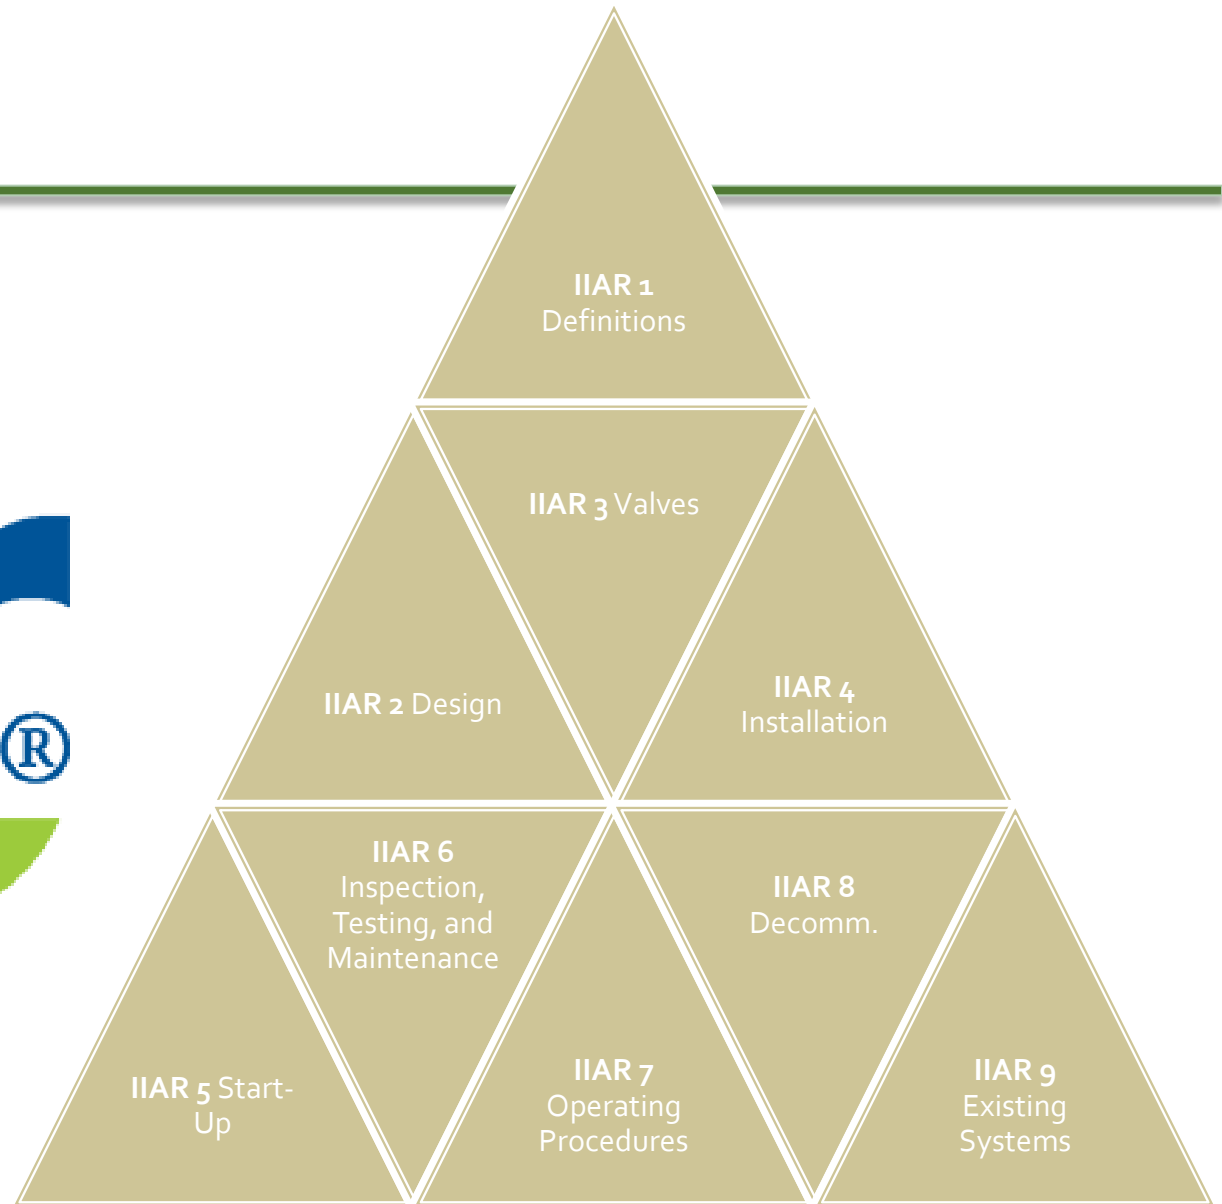 IIAR 1
Definitions
IIAR 3 Valves
IIAR 2 Design
IIAR 4
Installation
IIAR 6
Inspection,
Testing, and
Maintenance
IIAR 8
Decomm.
IIAR 5 Start-
Up
IIAR 7
Operating
Procedures
IIAR 9
Existing
Systems
®